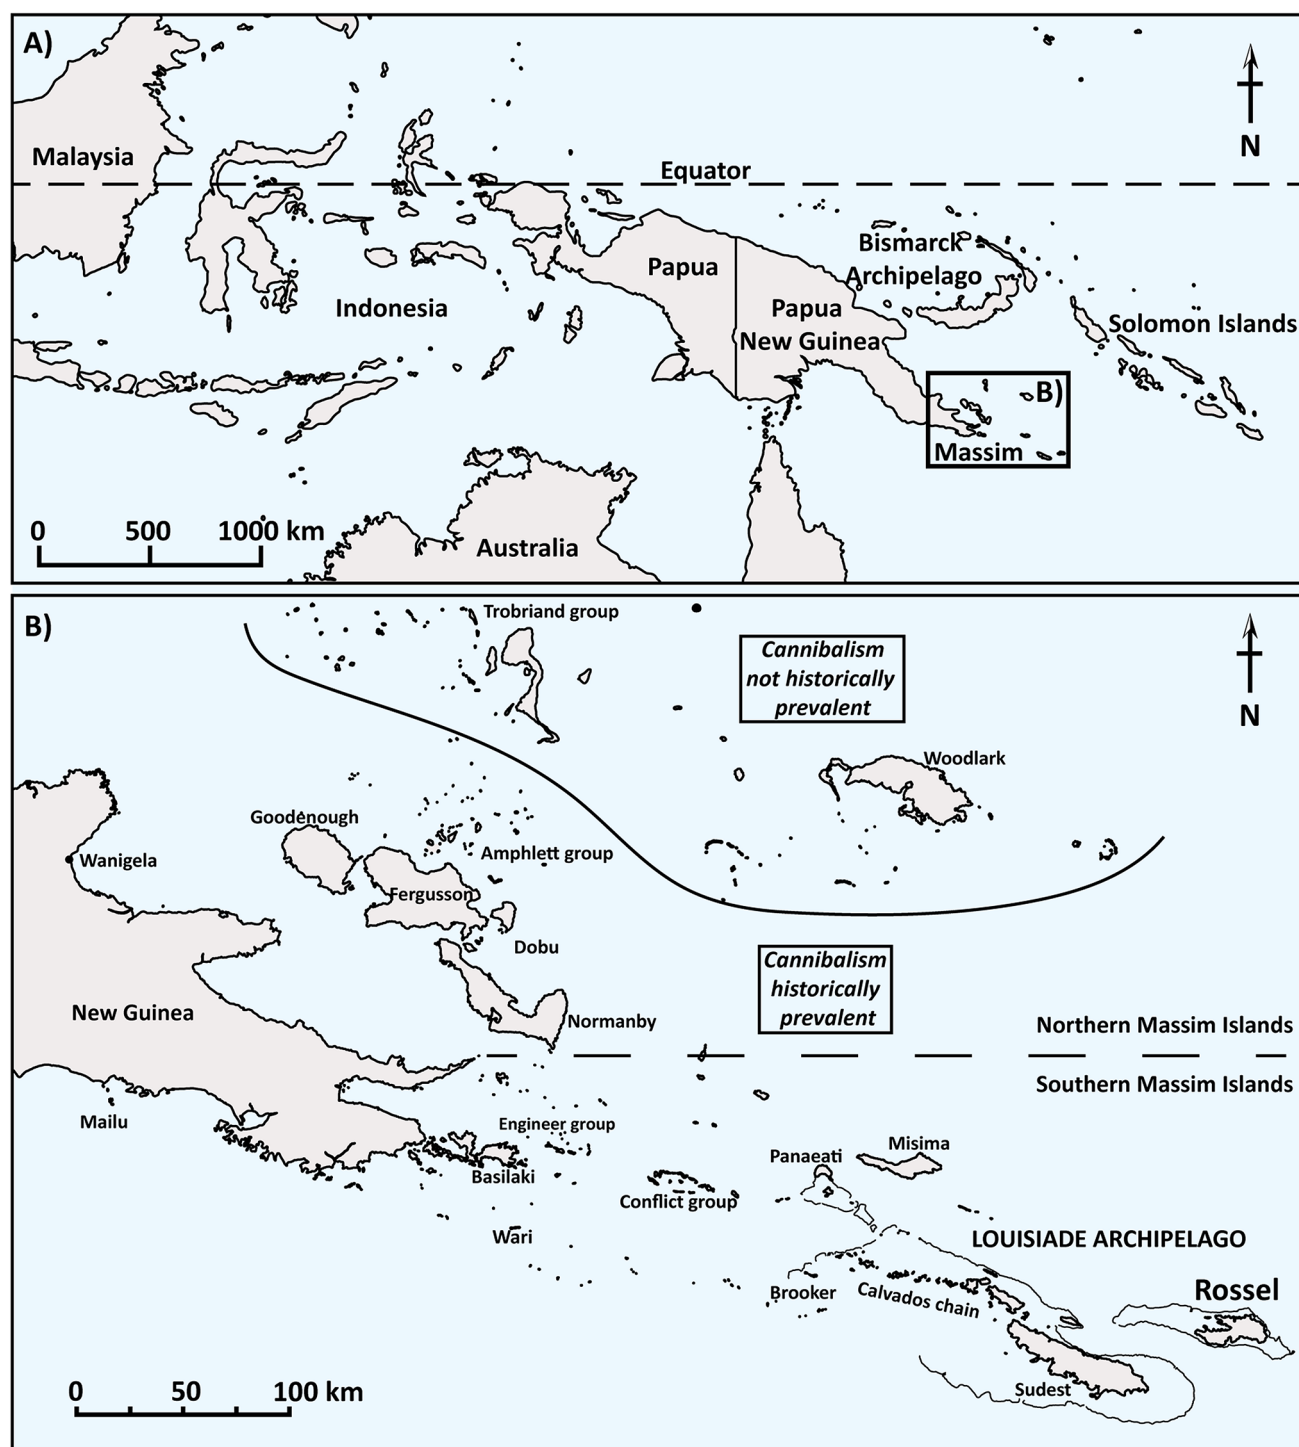 A)
N
Malaysia
Equator
Bismarck
Archipelago
Papua
Indonesia
Papua
New Guinea
Solomon Islands
B)
Massim
0 500 1000 km
Australia
B)
Trobriand group
Cannibalism
not historically
prevalent
N
Woodlark
Goodenough
Wanigela
Amphlett group
Fergusson
Dobu
Cannibalism
historically
prevalent
New Guinea
Normanby
Northern Massim Islands
Southern Massim Islands
Mailu
Engineer group
Misima
Panaeati
Basilaki
Conflict group
Wari
LOUISIADE ARCHIPELAGO
Brooker
Calvados chain
Rossel
Sudest
0 50 100 km